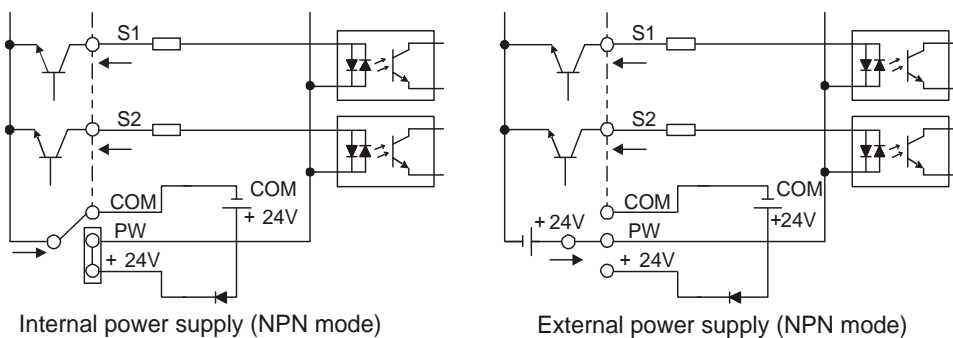 S1
S2
COM
COM
+ 24V
PW
+ 24V
Internal power supply (NPN mode)
S1
S2
COM
COM
+24V
+ 24V
PW
+ 24V
External power supply (NPN mode)